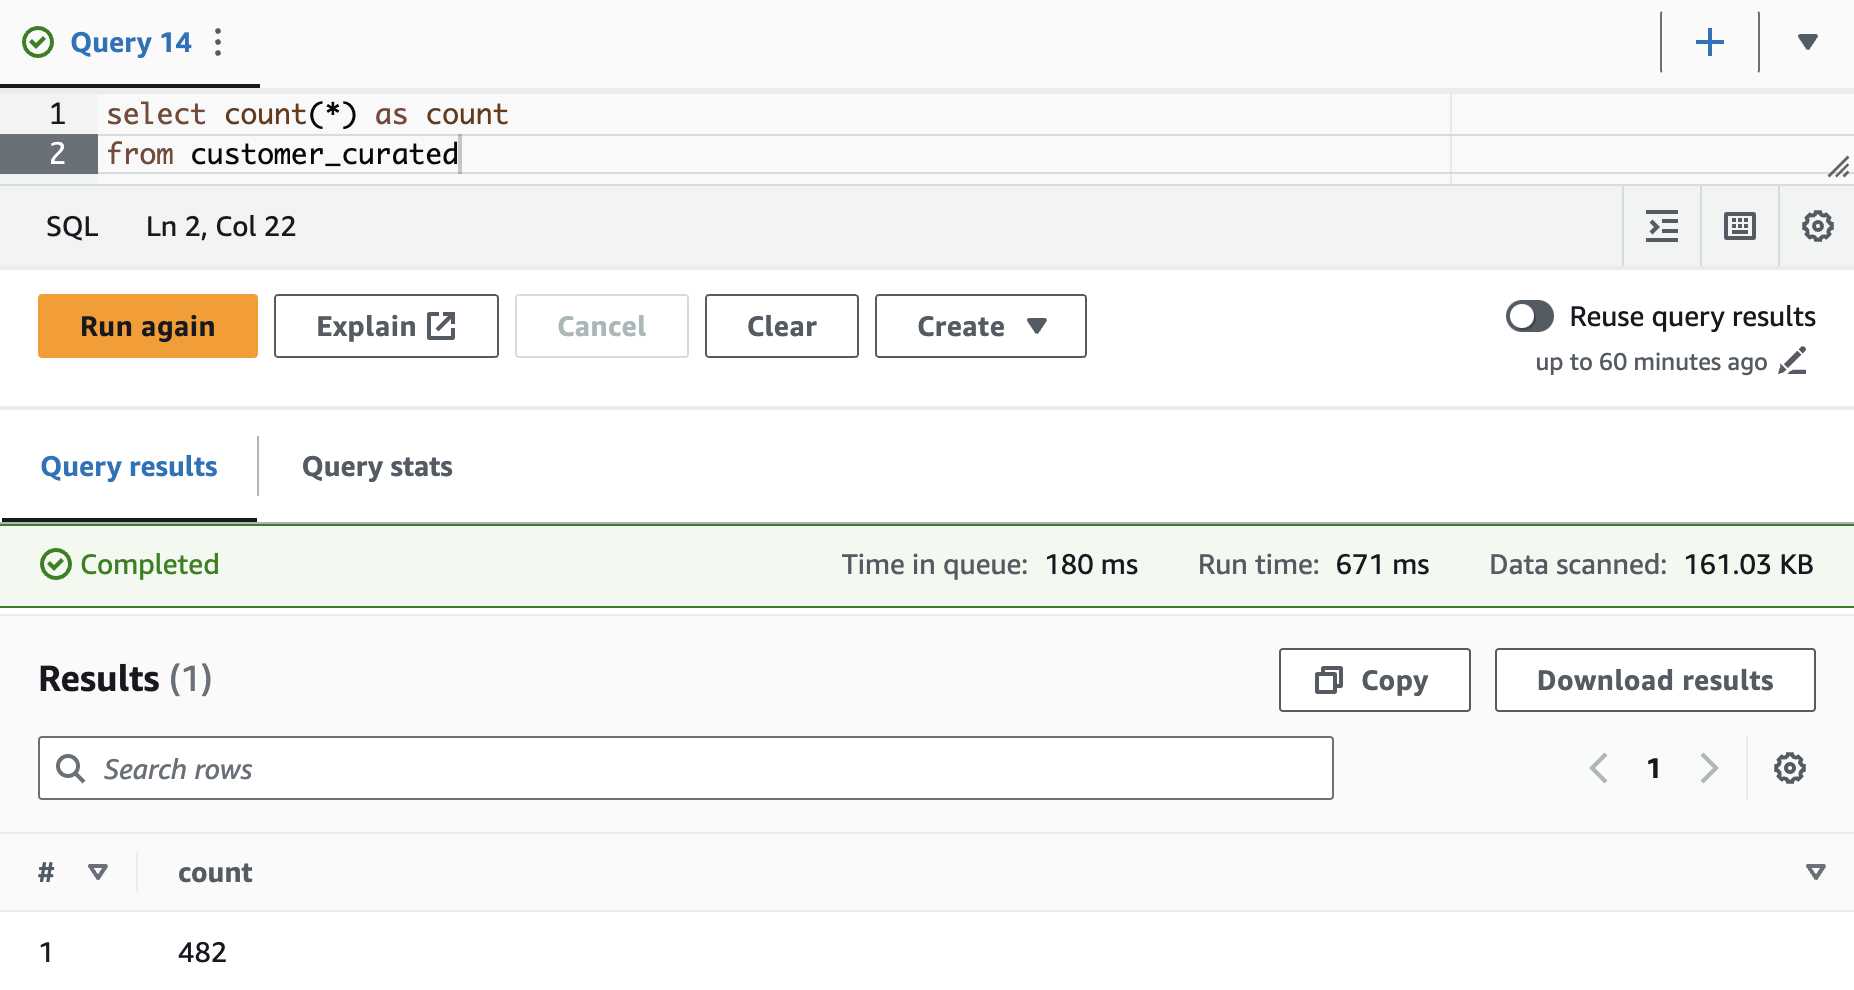 Query 14
1 select count(*) as count
2 from customer_curated
SQL Ln 2, Col 22
Run again Explain Cancel Clear Create Reuse query results
up to 60 minutes ago
Query results Query stats
Completed Time in queue: 180 ms Run time: 671 ms Data scanned: 161.03 KB
Results (1) Copy Download results
Search rows 1
# count
1 482